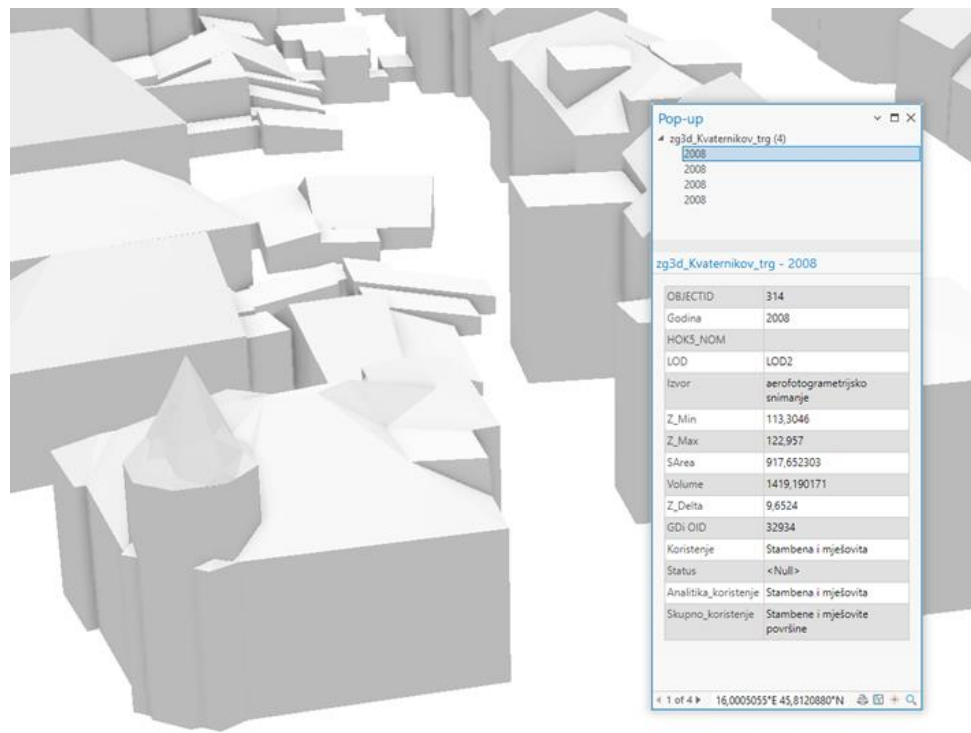 Pop-up
zg3d_Kvaternikov_trg (4)
2008
2008
2008
2008
zg3d_Kvaternikov_trg - 2008
OBJECTID 314
Godina 2008
HOK5_NOM
LOD LOD2
Izvor aerofotogrametrijsko
snimanje
Z_Min 113,3046
Z_Max 122,957
SArea 917,652303
Volume 1419,190171
Z_Delta 9,6524
GDi OID 32934
Koristenje Stambena i mješovita
Status <Null>
Analitika_koristenje Stambena i mješovita
Skupno_koristenje Stambene i mješovite
površine
1 of 4 16,0005055°E 45,8120880°N